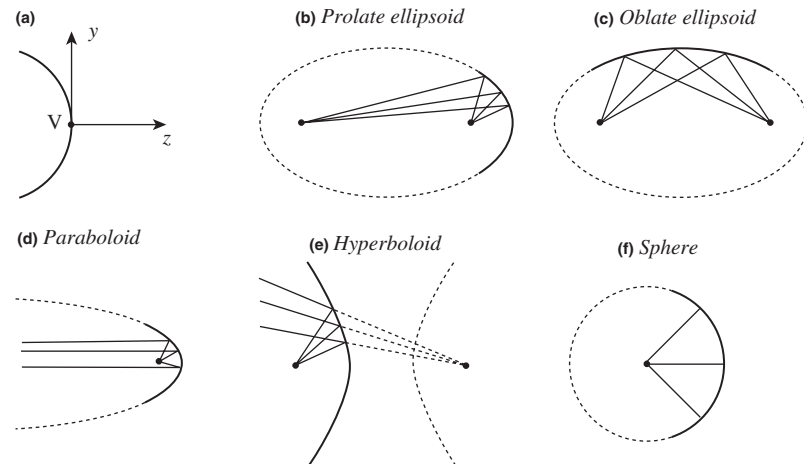 (a)
y
V
z
(b) Prolate ellipsoid
(c) Oblate ellipsoid
(d) Paraboloid
(e) Hyperboloid
(f) Sphere